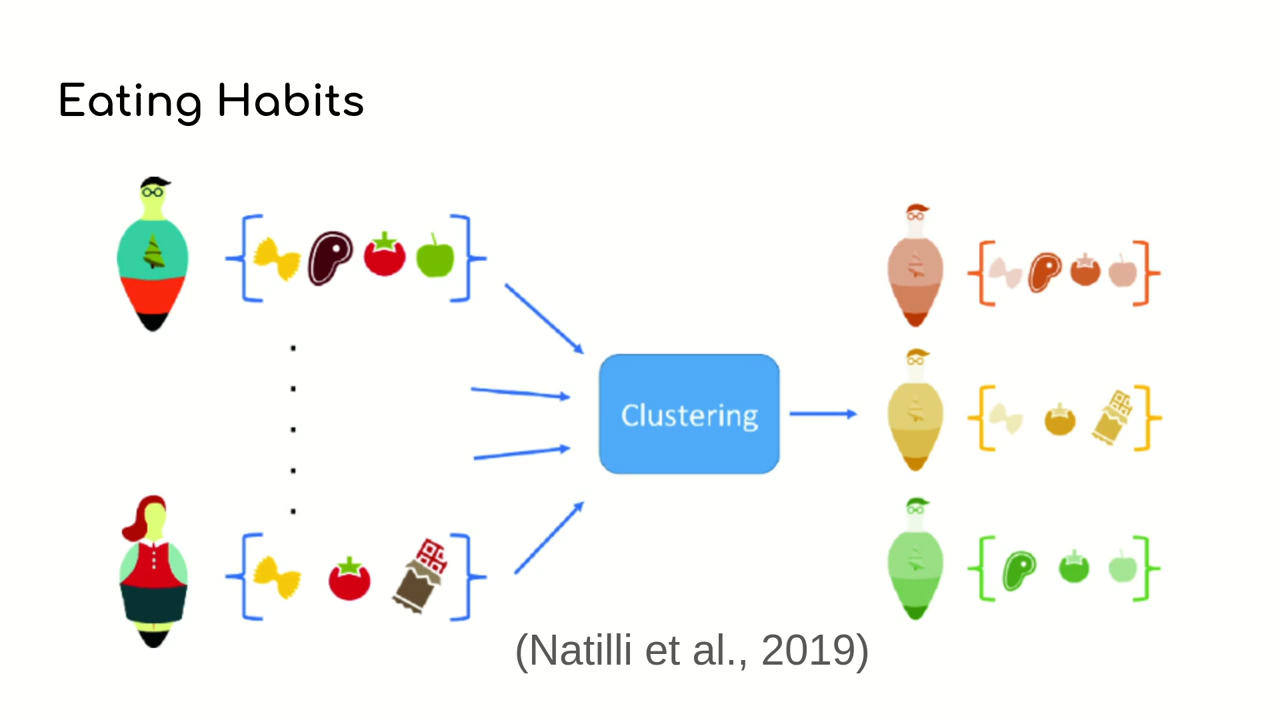 Eating Habits
Clustering
(Natilli et al., 2019)